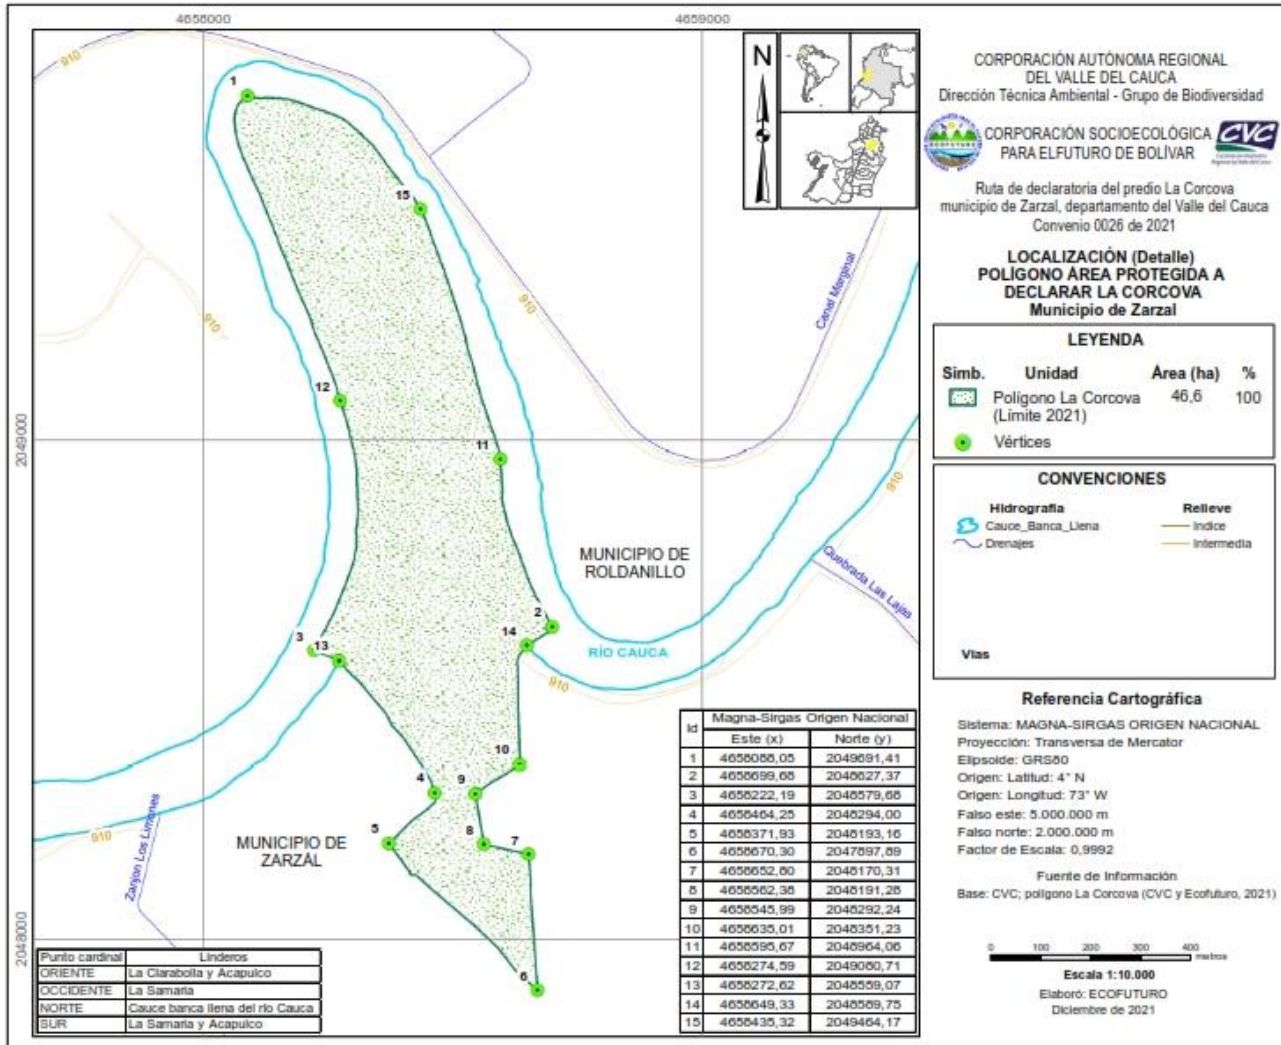 4658000
4659000
2049000
2048000
910
910
910
910
910
910
1
15
12
11
2
14
3
13
10
4
9
5
8
7
6
Canal Marginal
Quebrada Las Lajas
Zanjon Los Limones
RÍO CAUCA
MUNICIPIO DE
ROLDANILLO
MUNICIPIO DE
ZARZÁL
N
Punto cardinal Linderos
ORIENTE La Clarabolla y Acapulco
OCCIDENTE La Samaria
NORTE Cauce banca llena del río Cauca
SUR La Samaria y Acapulco
Id Magna-Sirgas Origen Nacional
Este (x) Norte (y)
1 4658088,05 2049691,41
2 4658699,68 2048627,37
3 4658222,19 2048579,68
4 4658464,25 2048294,00
5 4658371,93 2048193,16
6 4658670,30 2047897,89
7 4658652,80 2048170,31
8 4658562,38 2048191,28
9 4658545,99 2048292,24
10 4658635,01 2048351,23
11 4658595,67 2048964,06
12 4658274,59 2049080,71
13 4658272,62 2048559,07
14 4658649,33 2048589,75
15 4658435,32 2049464,17
CORPORACIÓN AUTÓNOMA REGIONAL
DEL VALLE DEL CAUCA
Dirección Técnica Ambiental - Grupo de Biodiversidad
ECOFUTURO
CORPORACIÓN SOCIOECOLÓGICA
PARA ELFUTURO DE BOLÍVAR
CVC
Ruta de declaratoria del predio La Corcova
municipio de Zarzal, departamento del Valle del Cauca
Convenio 0026 de 2021
LOCALIZACIÓN (Detalle)
POLÍGONO ÁREA PROTEGIDA A
DECLARAR LA CORCOVA
Municipio de Zarzal
LEYENDA
Simb. Unidad Área (ha) %
Polígono La Corcova 46,6 100
(Límite 2021)
Vértices
CONVENCIONES
Hidrografía Relieve
Cauce_Banca_Llena Indice
Drenajes Intermedia
Vías
Referencia Cartográfica
Sistema: MAGNA-SIRGAS ORIGEN NACIONAL
Proyección: Transversa de Mercator
Elipsoide: GRS80
Origen: Latitud: 4° N
Origen: Longitud: 73° W
Falso este: 5.000.000 m
Falso norte: 2.000.000 m
Factor de Escala: 0,9992
Fuente de Información
Base: CVC; polígono La Corcova (CVC y Ecofuturo, 2021)
0 100 200 300 400
metros
Escala 1:10.000
Elaboró: ECOFUTURO
Diciembre de 2021